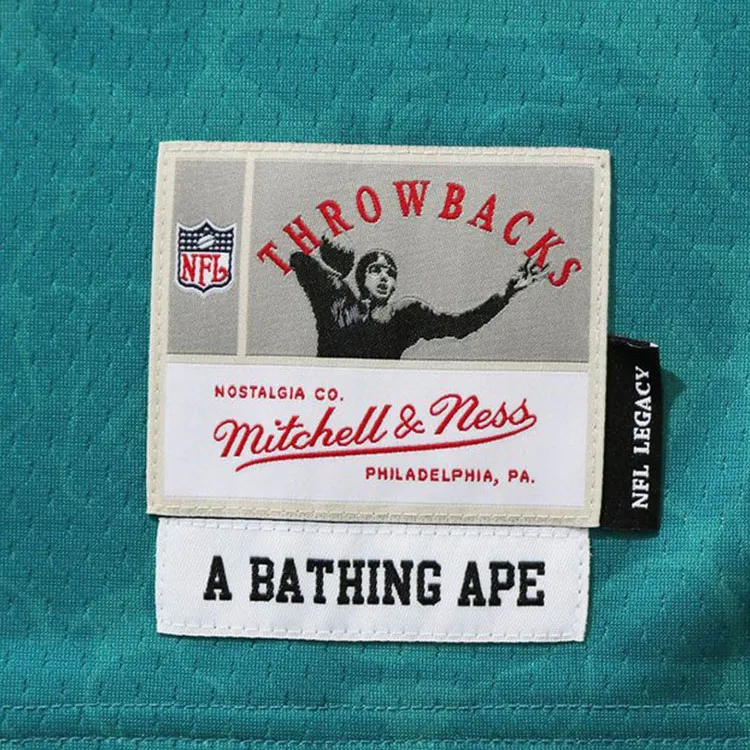 THROWBACKS
NFL
NOSTALGIA CO.
Mitchell & Ness
PHILADELPHIA, PA.
NFL LEGACY
A BATHING APE